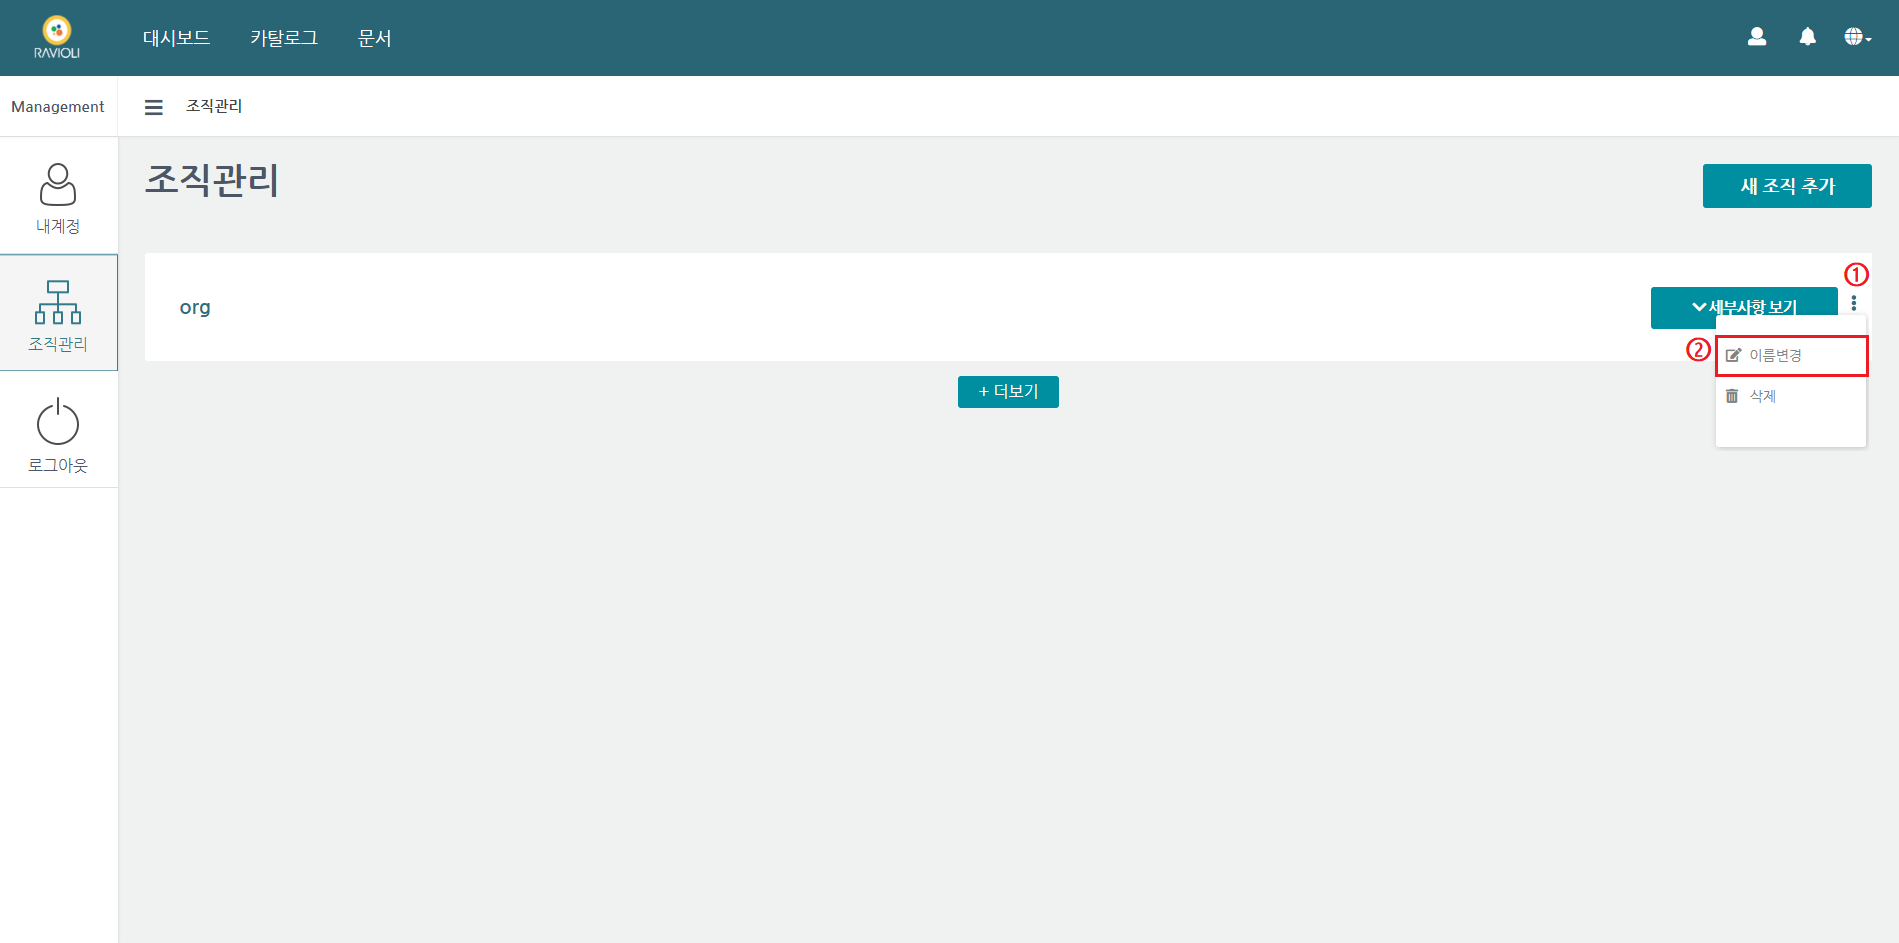 RAVIOLI
대시보드 카탈로그 문서
Management
조직관리
내계정
조직관리
로그아웃
조직관리
새 조직 추가
org
①
세부사항 보기
②
이름변경
삭제
+ 더보기